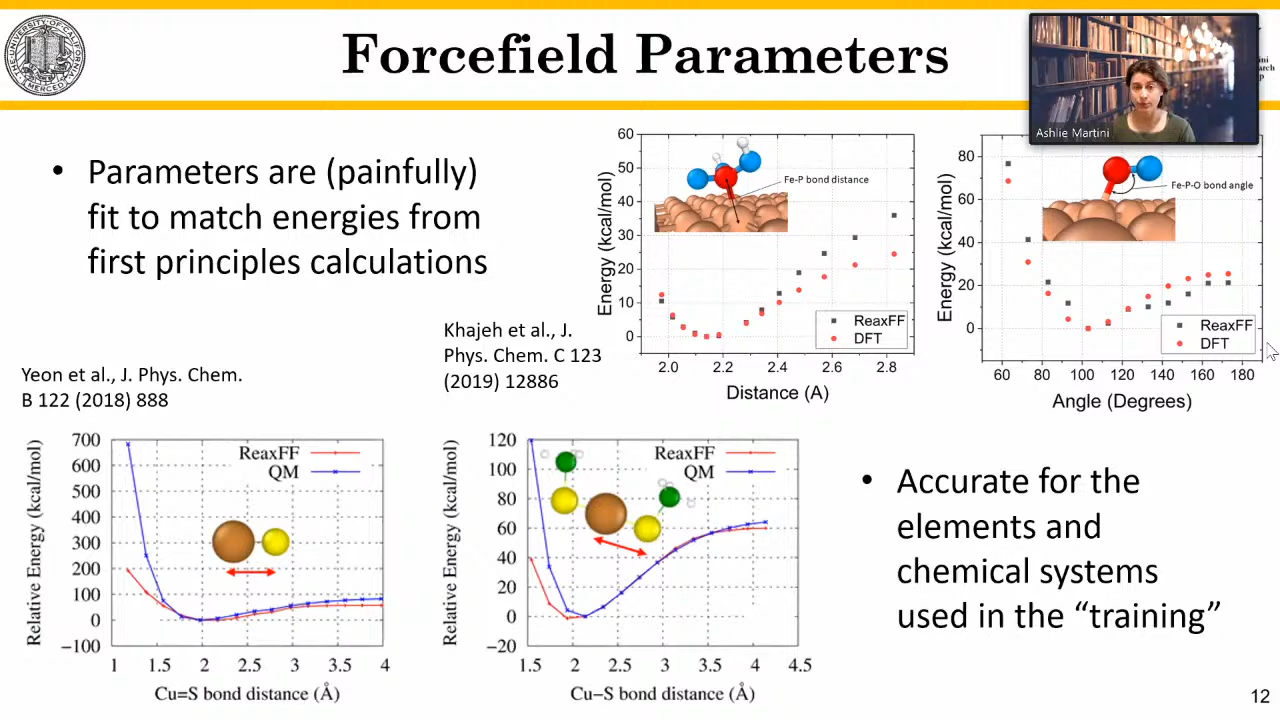 Forcefield Parameters
Ashlie Martini
• Parameters are (painfully)
fit to match energies from
first principles calculations
60
50
40
30
20
10
0
Energy (kcal/mol)
Fe-P bond distance
ReaxFF
DFT
2.0 2.2 2.4 2.6 2.8
Distance (A)
80
60
40
20
0
Energy (kcal/mol)
Fe-P-O bond angle
ReaxFF
DFT
60 80 100 120 140 160 180
Angle (Degrees)
Khajeh et al., J.
Phys. Chem. C 123
(2019) 12886
Yeon et al., J. Phys. Chem.
B 122 (2018) 888
700
600
500
400
300
200
100
0
−100
Relative Energy (kcal/mol)
ReaxFF
QM
1 1.5 2 2.5 3 3.5 4
Cu=S bond distance (Å)
120
100
80
60
40
20
0
−20
Relative Energy (kcal/mol)
ReaxFF
QM
1.5 2 2.5 3 3.5 4 4.5
Cu−S bond distance (Å)
• Accurate for the
elements and
chemical systems
used in the “training”
12